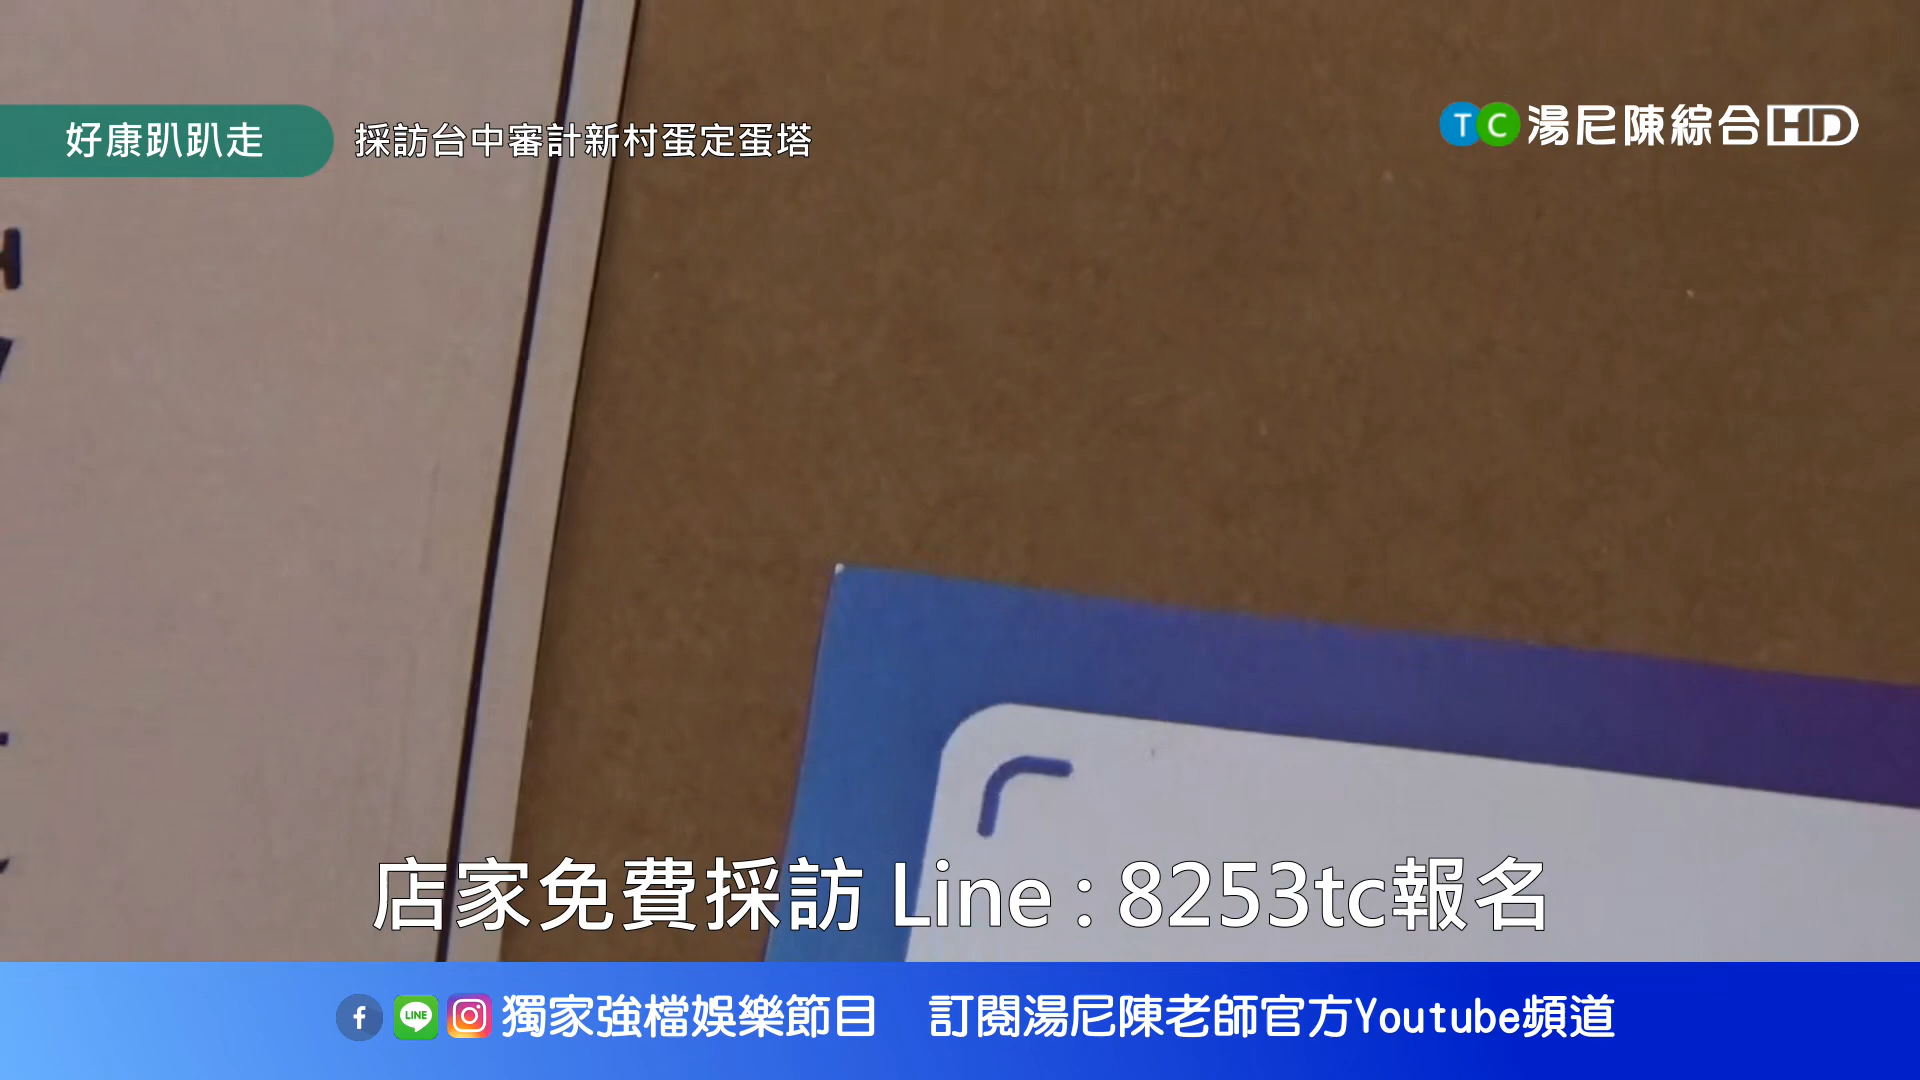 好康趴趴走
採訪台中審計新村蛋定蛋塔
TC湯尼陳綜合HD
店家免費採訪 Line : 8253tc報名
f LINE 獨家強檔娛樂節目 訂閱湯尼陳老師官方Youtube頻道